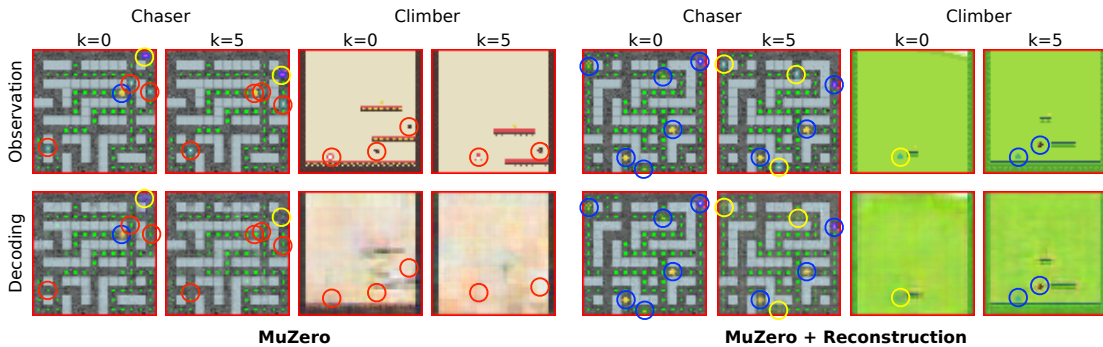 Chaser Climber Chaser Climber
k=0 k=5 k=0 k=5 k=0 k=5 k=0 k=5
Observation
Decoding
MuZero MuZero + Reconstruction